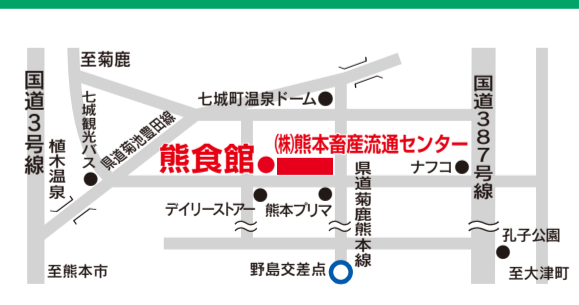 至菊鹿
国道3号線
七城観光バス
植木温泉
県道菊池豊田線
七城町温泉ドーム
国道387号線
㈱熊本畜産流通センター
熊食館
ナフコ
県道菊鹿熊本線
デイリーストアー
熊本プリマ
孔子公園
至熊本市
野島交差点
至大津町